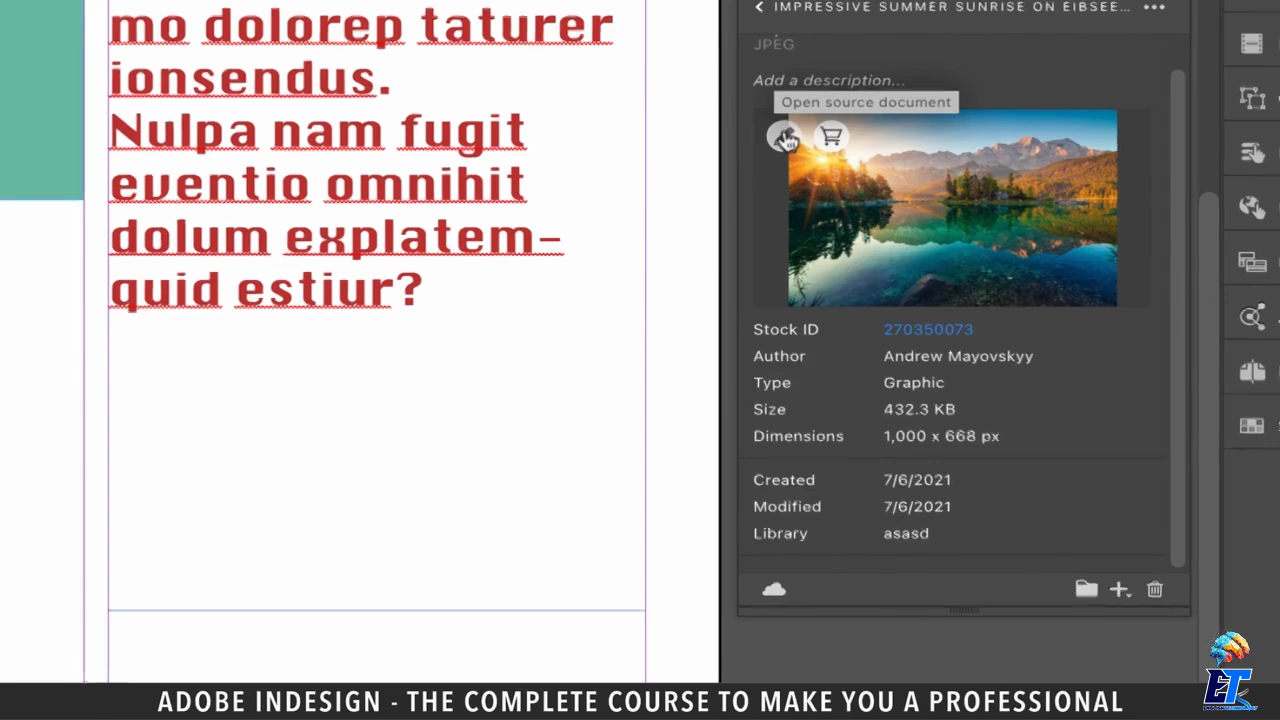 mo dolorep taturer
ionsendus.
Nulpa nam fugit
eventio omnihit
dolum explatem-
quid estiur?
IMPRESSIVE SUMMER SUNRISE ON EIBSEE...
JPEG
Add a description...
Open source document
Stock ID 270350073
Author Andrew Mayovskyy
Type Graphic
Size 432.3 KB
Dimensions 1,000 x 668 px
Created 7/6/2021
Modified 7/6/2021
Library asasd
ET
ADOBE INDESIGN - THE COMPLETE COURSE TO MAKE YOU A PROFESSIONAL